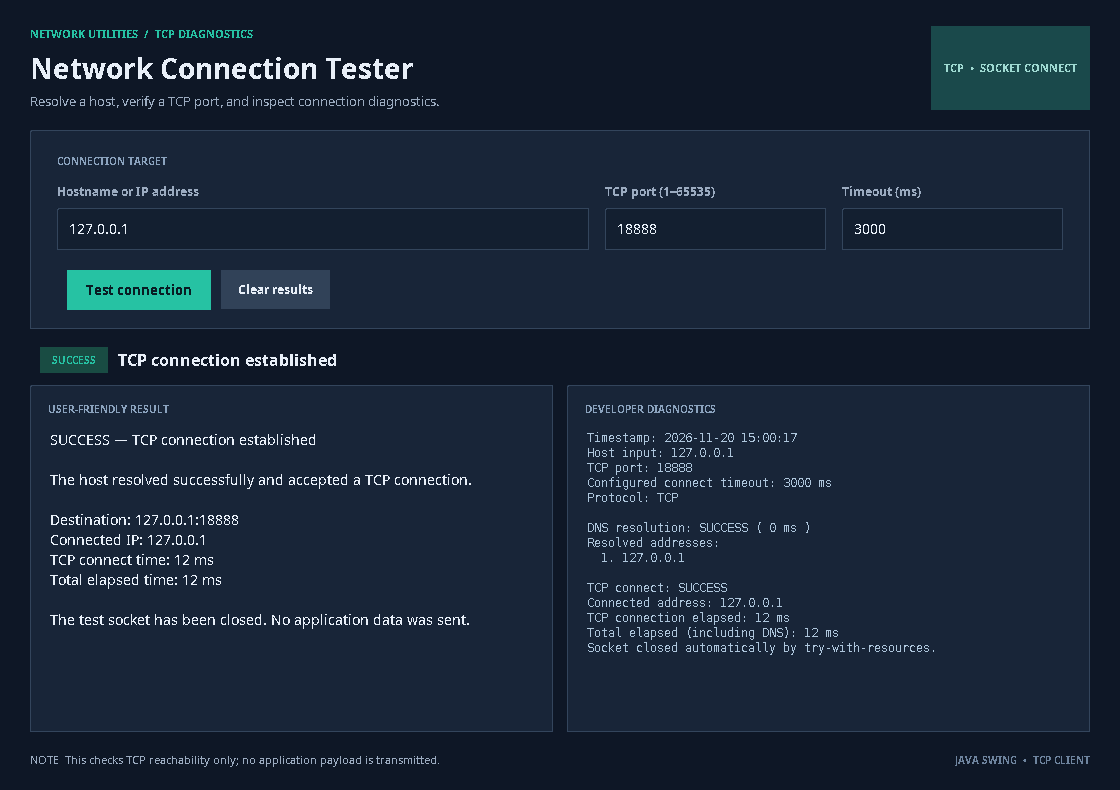 NETWORK UTILITIES / TCP DIAGNOSTICS
Network Connection Tester
Resolve a host, verify a TCP port, and inspect connection diagnostics.
TCP • SOCKET CONNECT
CONNECTION TARGET
Hostname or IP address
TCP port (1–65535)
Timeout (ms)
127.0.0.1
18888
3000
Test connection
Clear results
SUCCESS
TCP connection established
USER-FRIENDLY RESULT
SUCCESS — TCP connection established
The host resolved successfully and accepted a TCP connection.
Destination: 127.0.0.1:18888
Connected IP: 127.0.0.1
TCP connect time: 12 ms
Total elapsed time: 12 ms
The test socket has been closed. No application data was sent.
DEVELOPER DIAGNOSTICS
Timestamp: 2026-11-20 15:00:17
Host input: 127.0.0.1
TCP port: 18888
Configured connect timeout: 3000 ms
Protocol: TCP
DNS resolution: SUCCESS ( 0 ms )
Resolved addresses:
1. 127.0.0.1
TCP connect: SUCCESS
Connected address: 127.0.0.1
TCP connection elapsed: 12 ms
Total elapsed (including DNS): 12 ms
Socket closed automatically by try-with-resources.
NOTE This checks TCP reachability only; no application payload is transmitted.
JAVA SWING • TCP CLIENT